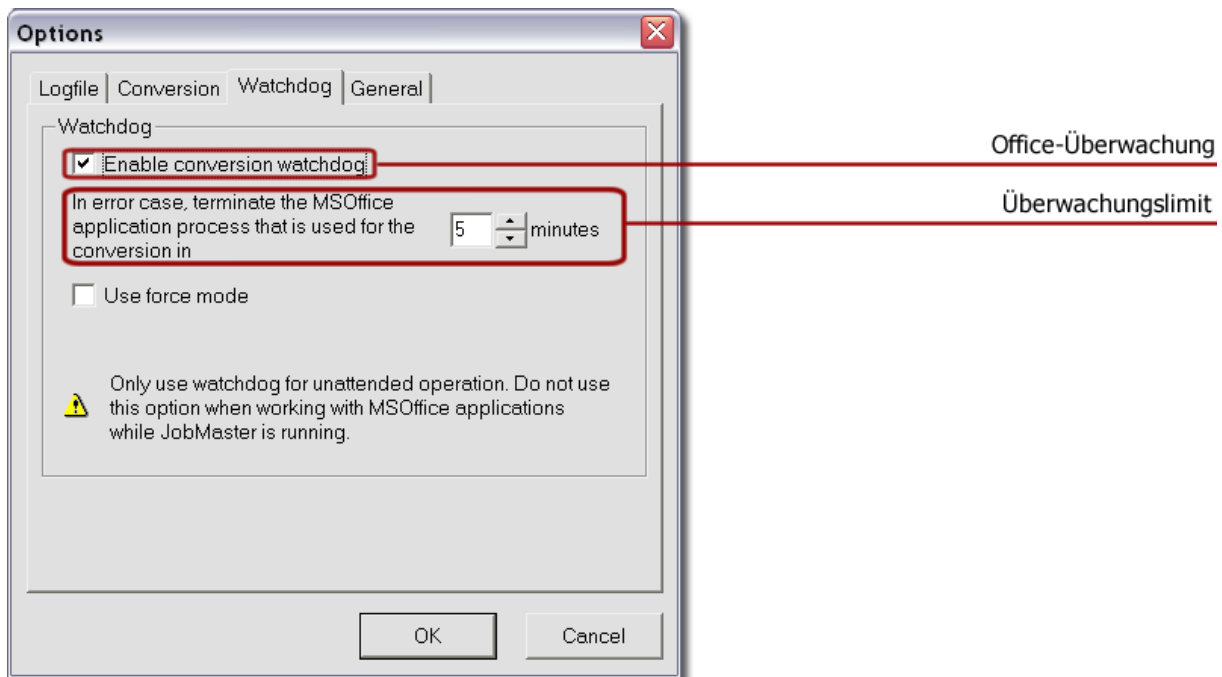 Options
Logfile Conversion Watchdog General
Watchdog
Enable conversion watchdog
Office-Überwachung
In error case, terminate the MSOffice
application process that is used for the
conversion in
5 minutes
Überwachungslimit
Use force mode
Only use watchdog for unattended operation. Do not use
this option when working with MSOffice applications
while JobMaster is running.
OK Cancel